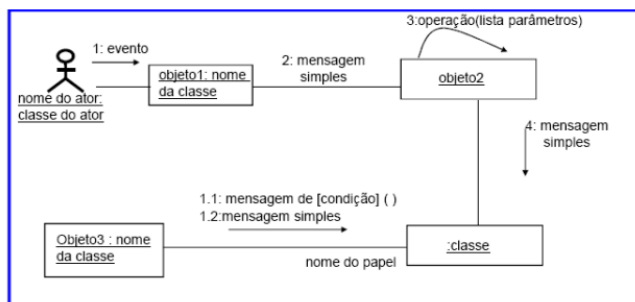 3:operação(lista parâmetros)
1: evento
2: mensagem
simples
objeto1: nome
da classe
objeto2
nome do ator:
classe do ator
4: mensagem
simples
1.1: mensagem de [condição] ( )
1.2:mensagem simples
Objeto3 : nome
da classe
:classe
nome do papel